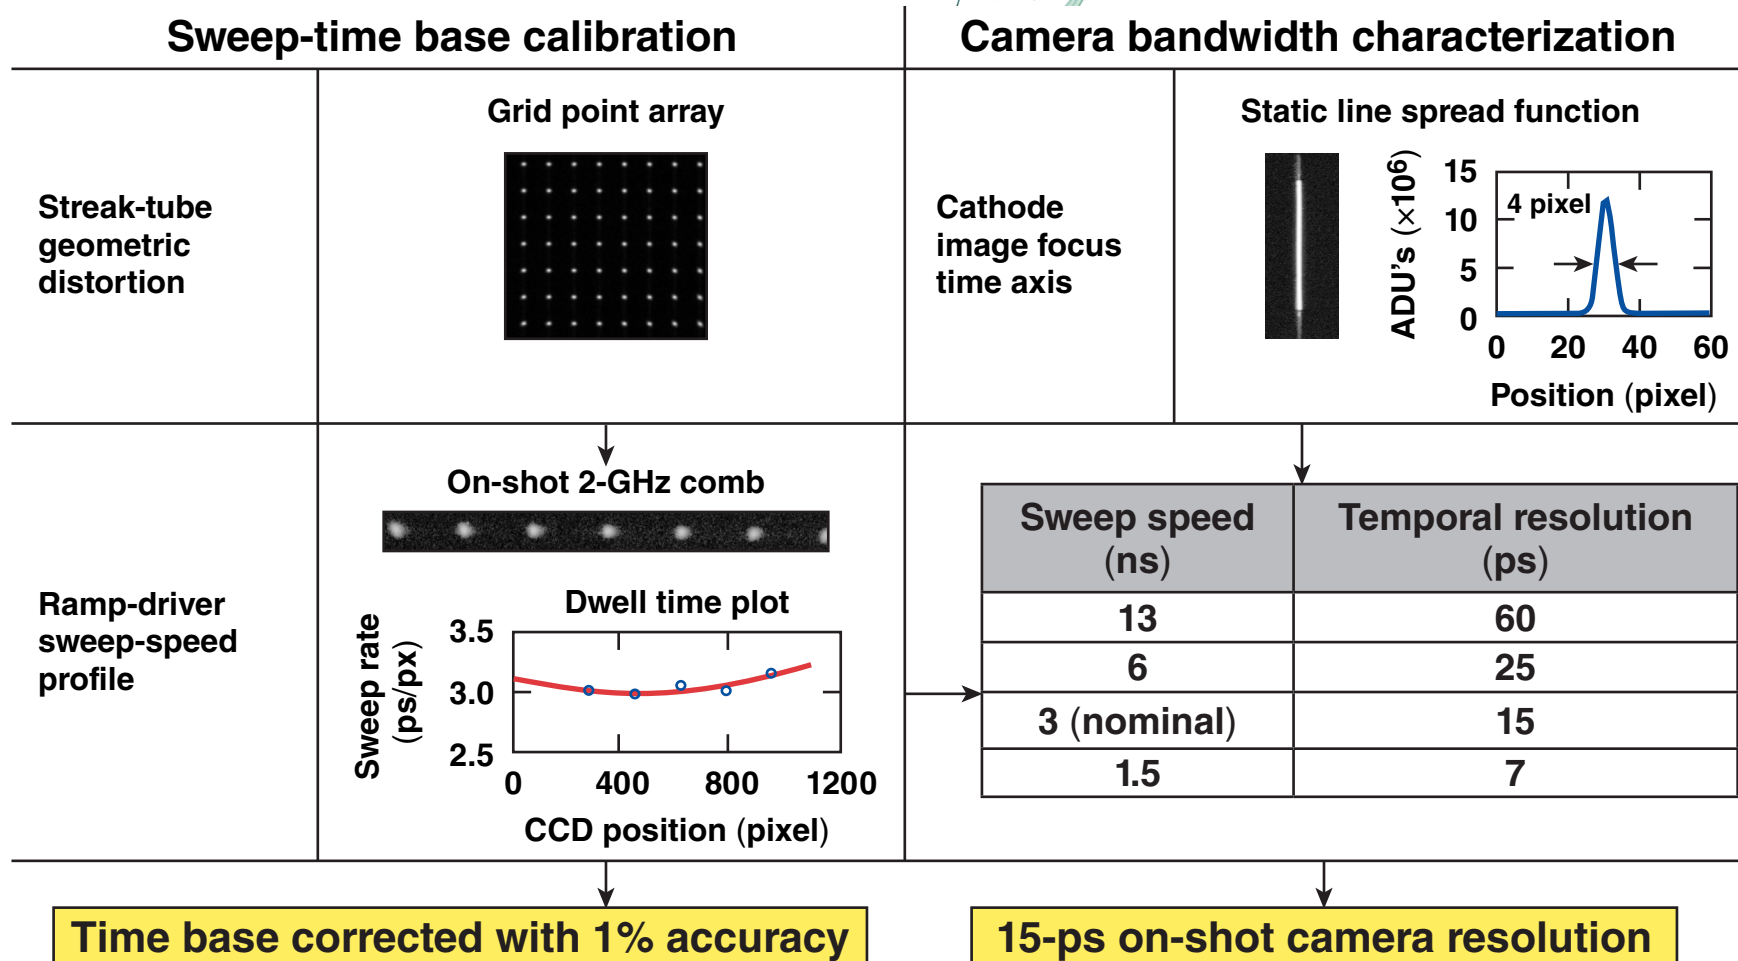 Sweep-time base calibration
Camera bandwidth characterization
Streak-tube
geometric
distortion
Grid point array
Cathode
image focus
time axis
Static line spread function
ADU's (×10⁶)
15
10
5
0
4 pixel
0 20 40 60
Position (pixel)
Ramp-driver
sweep-speed
profile
On-shot 2-GHz comb
Dwell time plot
Sweep rate
(ps/px)
3.5
3.0
2.5
0 400 800 1200
CCD position (pixel)
Sweep speed
(ns)
Temporal resolution
(ps)
13 60
6 25
3 (nominal) 15
1.5 7
Time base corrected with 1% accuracy
15-ps on-shot camera resolution